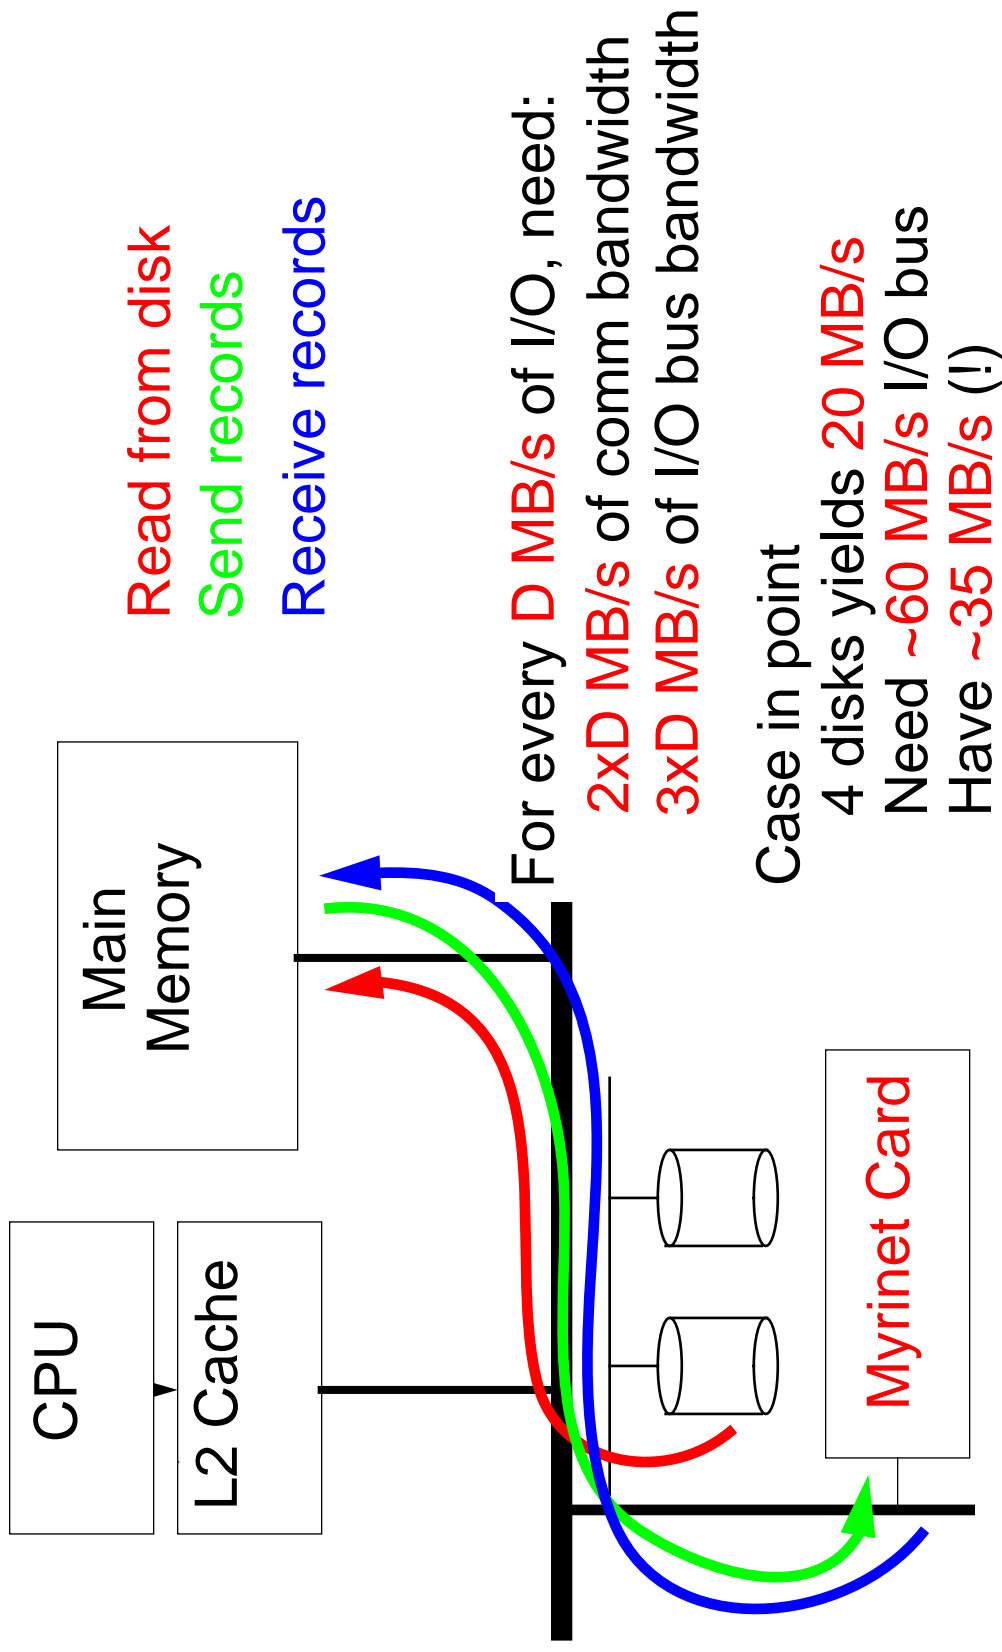 CPU
L2 Cache
Main
Memory
Read from disk
Send records
Receive records
For every D MB/s of I/O, need:
2xD MB/s of comm bandwidth
3xD MB/s of I/O bus bandwidth
Case in point
4 disks yields 20 MB/s
Need ~60 MB/s I/O bus
Have ~35 MB/s (!)
Myrinet Card